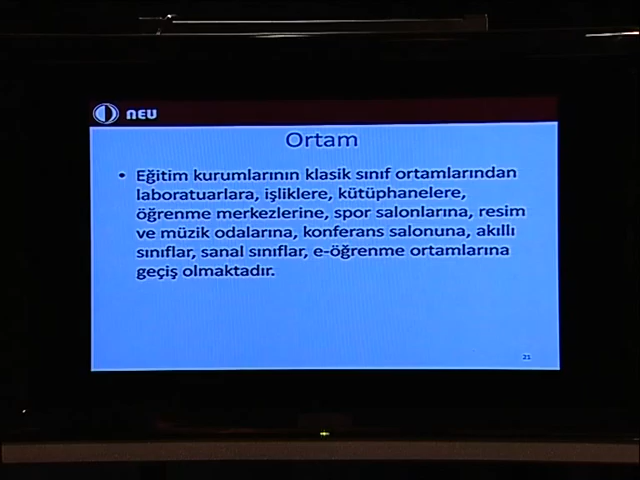 NEU
Ortam
• Eğitim kurumlarının klasik sınıf ortamlarından
laboratuarlara, işliklere, kütüphanelere,
öğrenme merkezlerine, spor salonlarına, resim
ve müzik odalarına, konferans salonuna, akıllı
sınıflar, sanal sınıflar, e-öğrenme ortamlarına
geçiş olmaktadır.
21